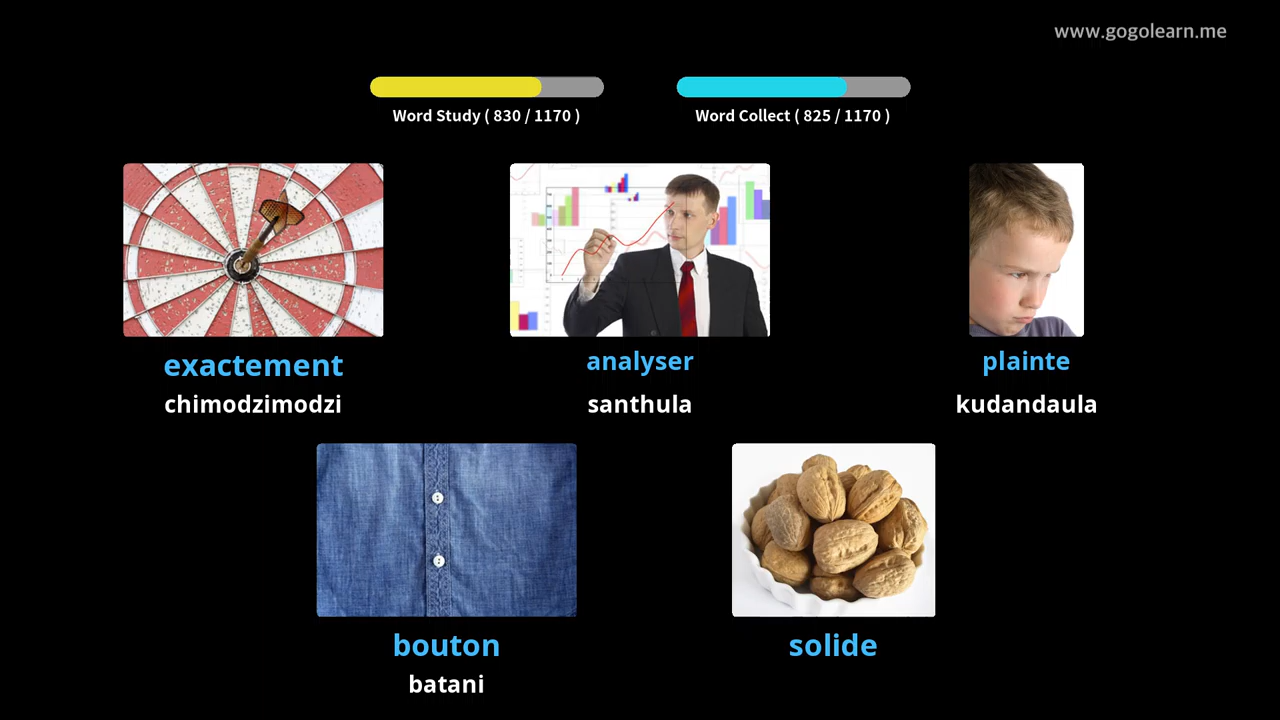 www.gogolearn.me
Word Study ( 830 / 1170 )
Word Collect ( 825 / 1170 )
exactement
chimodzimodzi
analyser
santhula
plainte
kudandaula
bouton
batani
solide